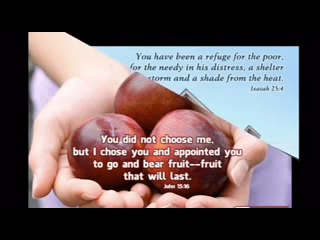 You have been a refuge for the poor,
for the needy in his distress, a shelter
storm and a shade from the heat.
Isaiah 25:4
You did not choose me,
but I chose you and appointed you
to go and bear fruit--fruit
that will last.
John 15:16